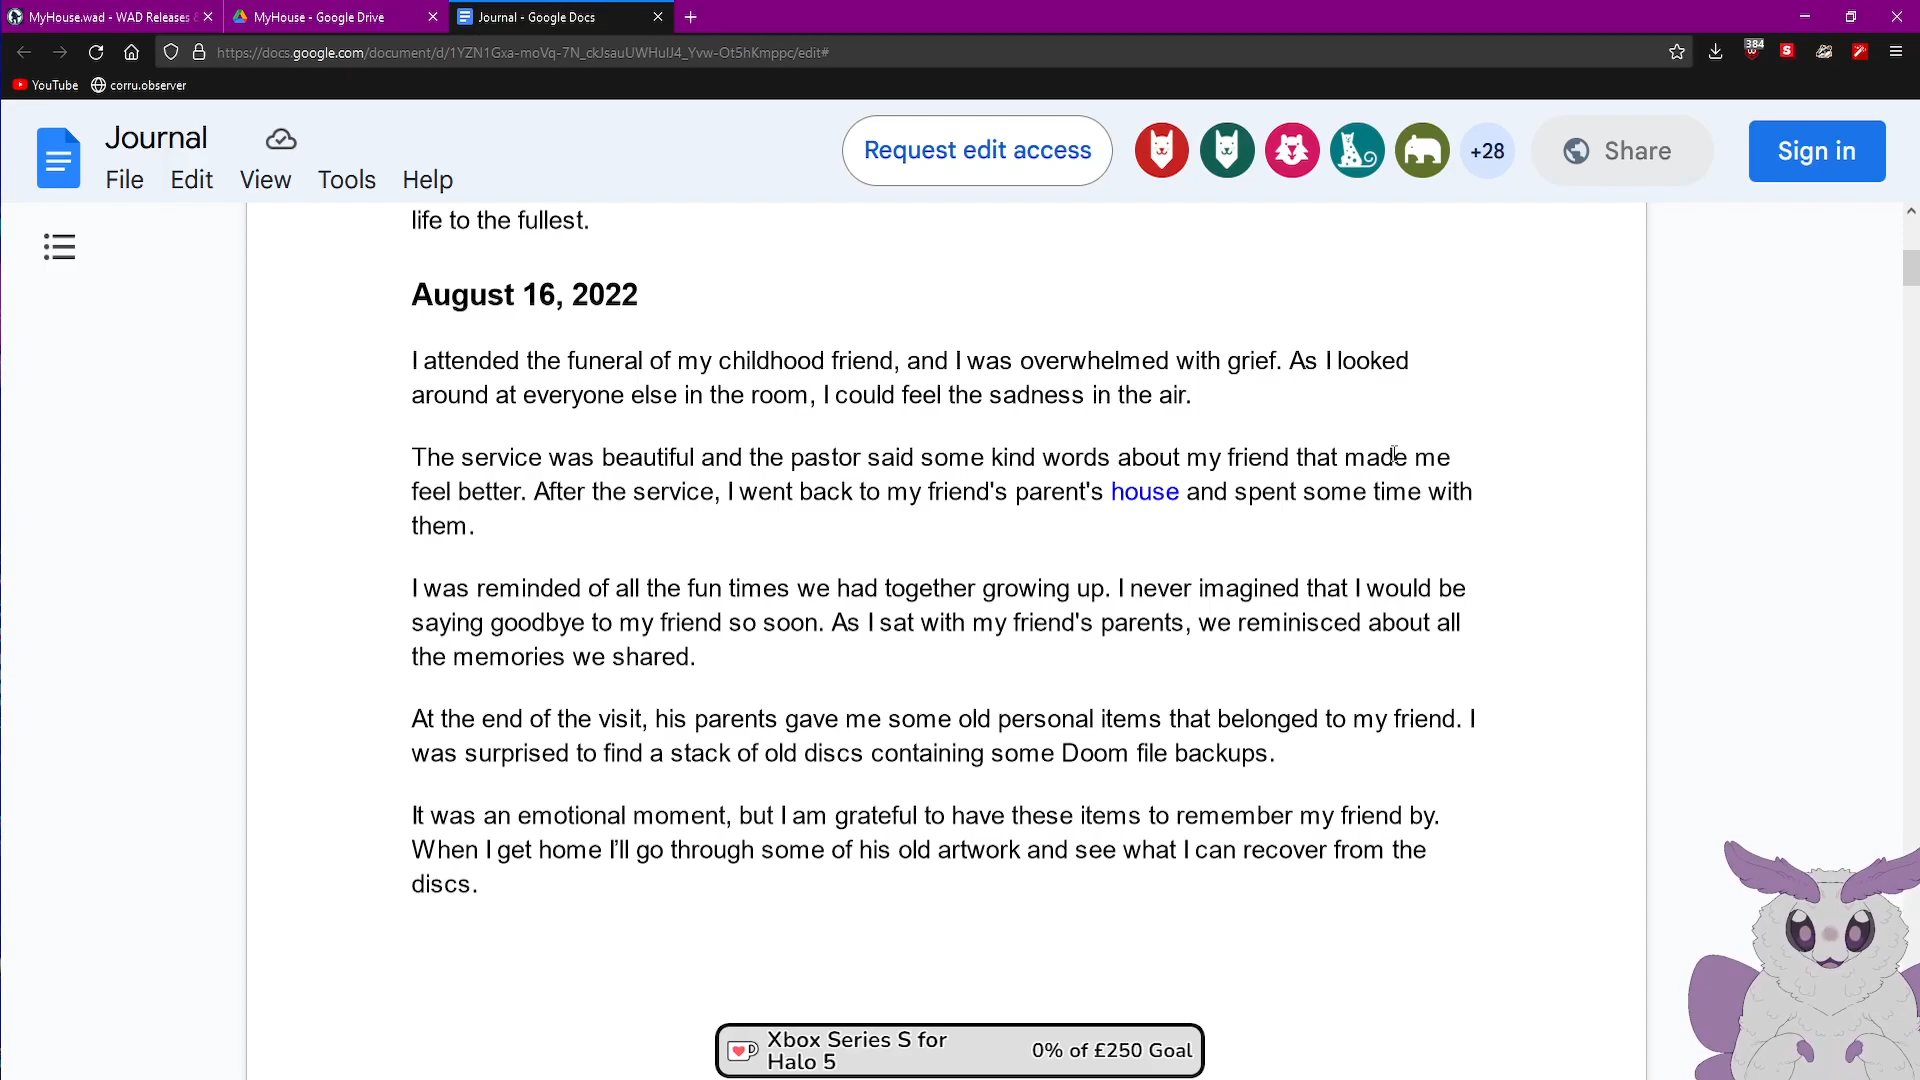 MyHouse.wad - WAD Releases &
MyHouse - Google Drive
Journal - Google Docs
https://docs.google.com/document/d/1YZN1Gxa-moVq-7N_ckJsauUWHuIJ4_Yvw-Ot5hKmppc/edit#
384
S
YouTube
corru.observer
Journal
File Edit View Tools Help
Request edit access
+28
Share
Sign in
life to the fullest.
August 16, 2022
I attended the funeral of my childhood friend, and I was overwhelmed with grief. As I looked
around at everyone else in the room, I could feel the sadness in the air.
The service was beautiful and the pastor said some kind words about my friend that made me
feel better. After the service, I went back to my friend's parent's house and spent some time with
them.
I was reminded of all the fun times we had together growing up. I never imagined that I would be
saying goodbye to my friend so soon. As I sat with my friend's parents, we reminisced about all
the memories we shared.
At the end of the visit, his parents gave me some old personal items that belonged to my friend. I
was surprised to find a stack of old discs containing some Doom file backups.
It was an emotional moment, but I am grateful to have these items to remember my friend by.
When I get home I’ll go through some of his old artwork and see what I can recover from the
discs.
Xbox Series S for
Halo 5
0% of £250 Goal